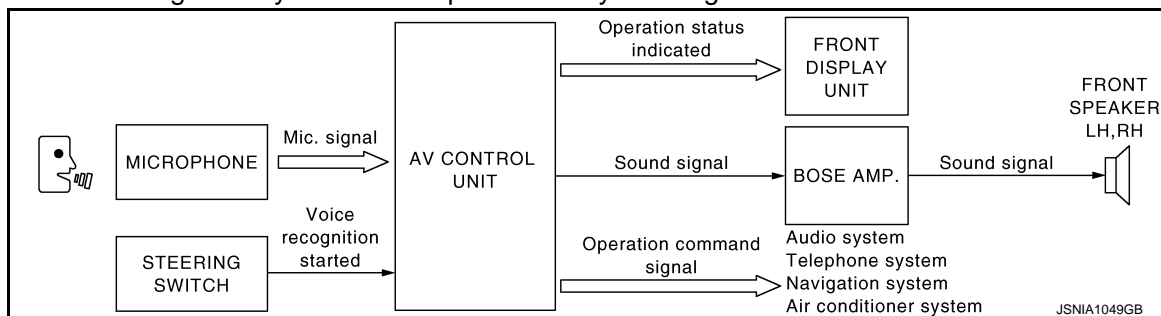 Operation status
indicated
FRONT
DISPLAY
UNIT
FRONT
SPEAKER
LH,RH
MICROPHONE
Mic. signal
AV CONTROL
UNIT
Sound signal
BOSE AMP.
Sound signal
Voice
recognition
started
STEERING
SWITCH
Operation command
signal
Audio system
Telephone system
Navigation system
Air conditioner system
JSNIA1049GB